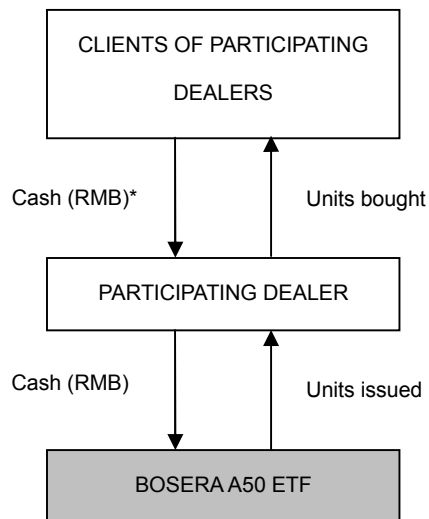 CLIENTS OF PARTICIPATING
DEALERS
Cash (RMB)*
Units bought
PARTICIPATING DEALER
Cash (RMB)
Units issued
BOSERA A50 ETF